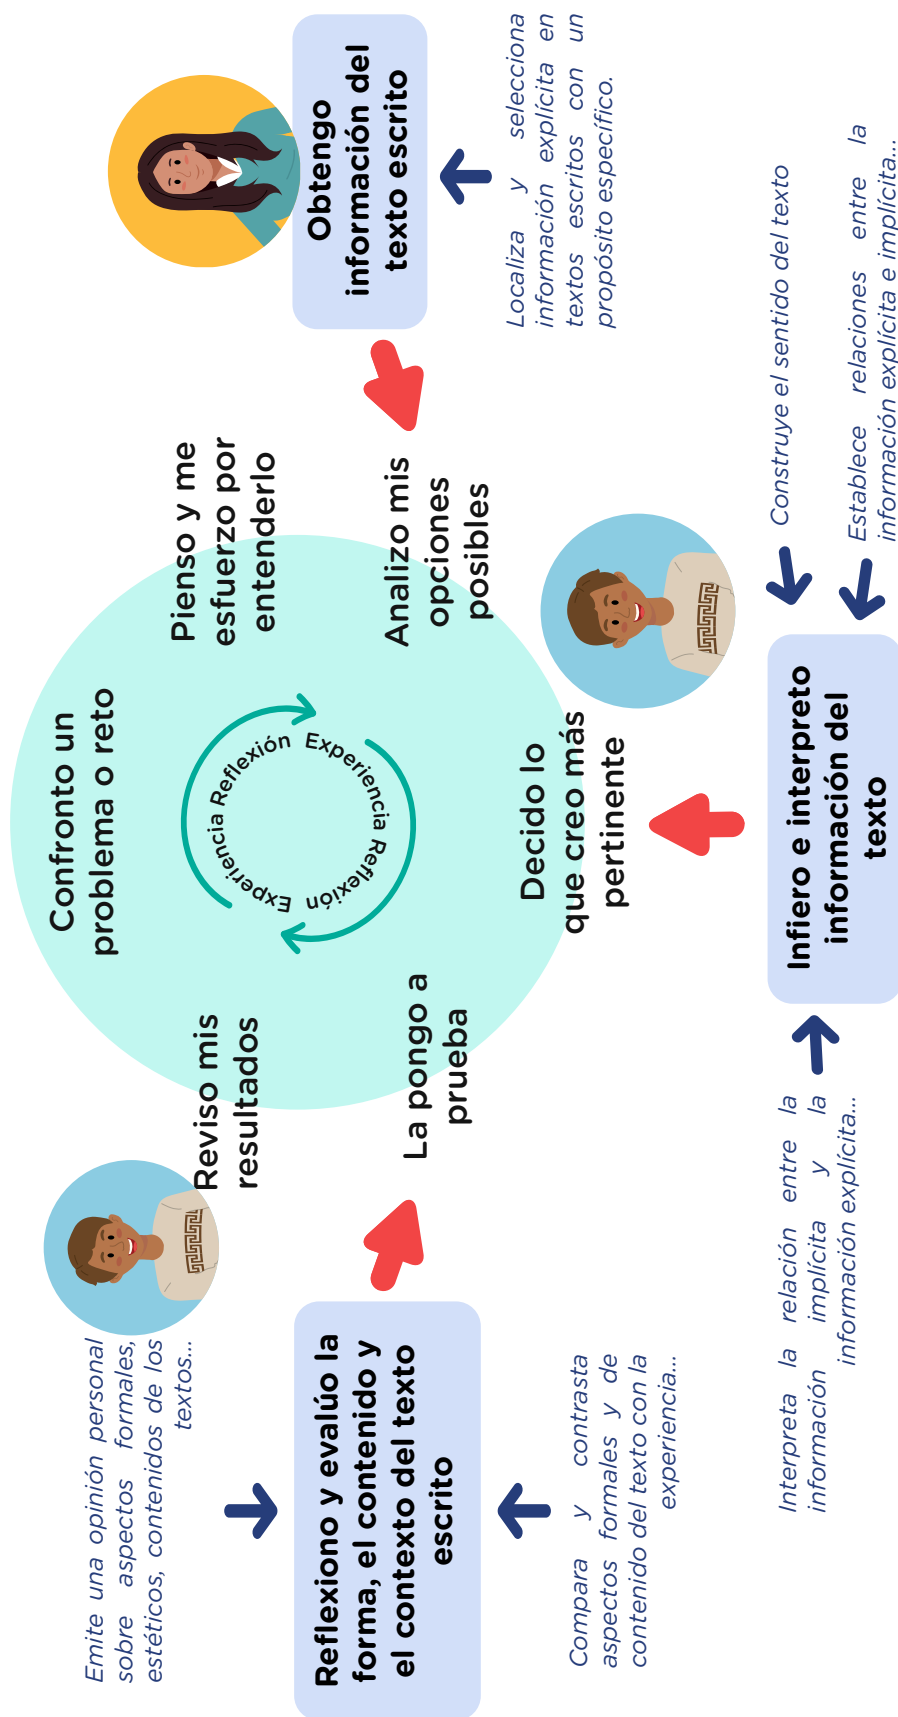 Emite una opinión personal
sobre aspectos formales,
estéticos, contenidos de los
textos...
Reflexiono y evalúo la
forma, el contenido y
el contexto del texto
escrito
Compara y contrasta
aspectos formales y de
contenido del texto con la
experiencia...
Confronto un
problema o reto
Pienso y me
esfuerzo por
entenderlo
Analizo mis
opciones
posibles
Decido lo
que creo más
pertinente
La pongo a
prueba
Reviso mis
resultados
Experiencia Reflexión Experiencia Reflexión
Obtengo
información del
texto escrito
Localiza y selecciona
información explícita en
textos escritos con un
propósito específico.
Infiero e interpreto
información del
texto
Interpreta la relación entre la
información implícita y la
información explícita...
Construye el sentido del texto
Establece relaciones entre la
información explícita e implícita...